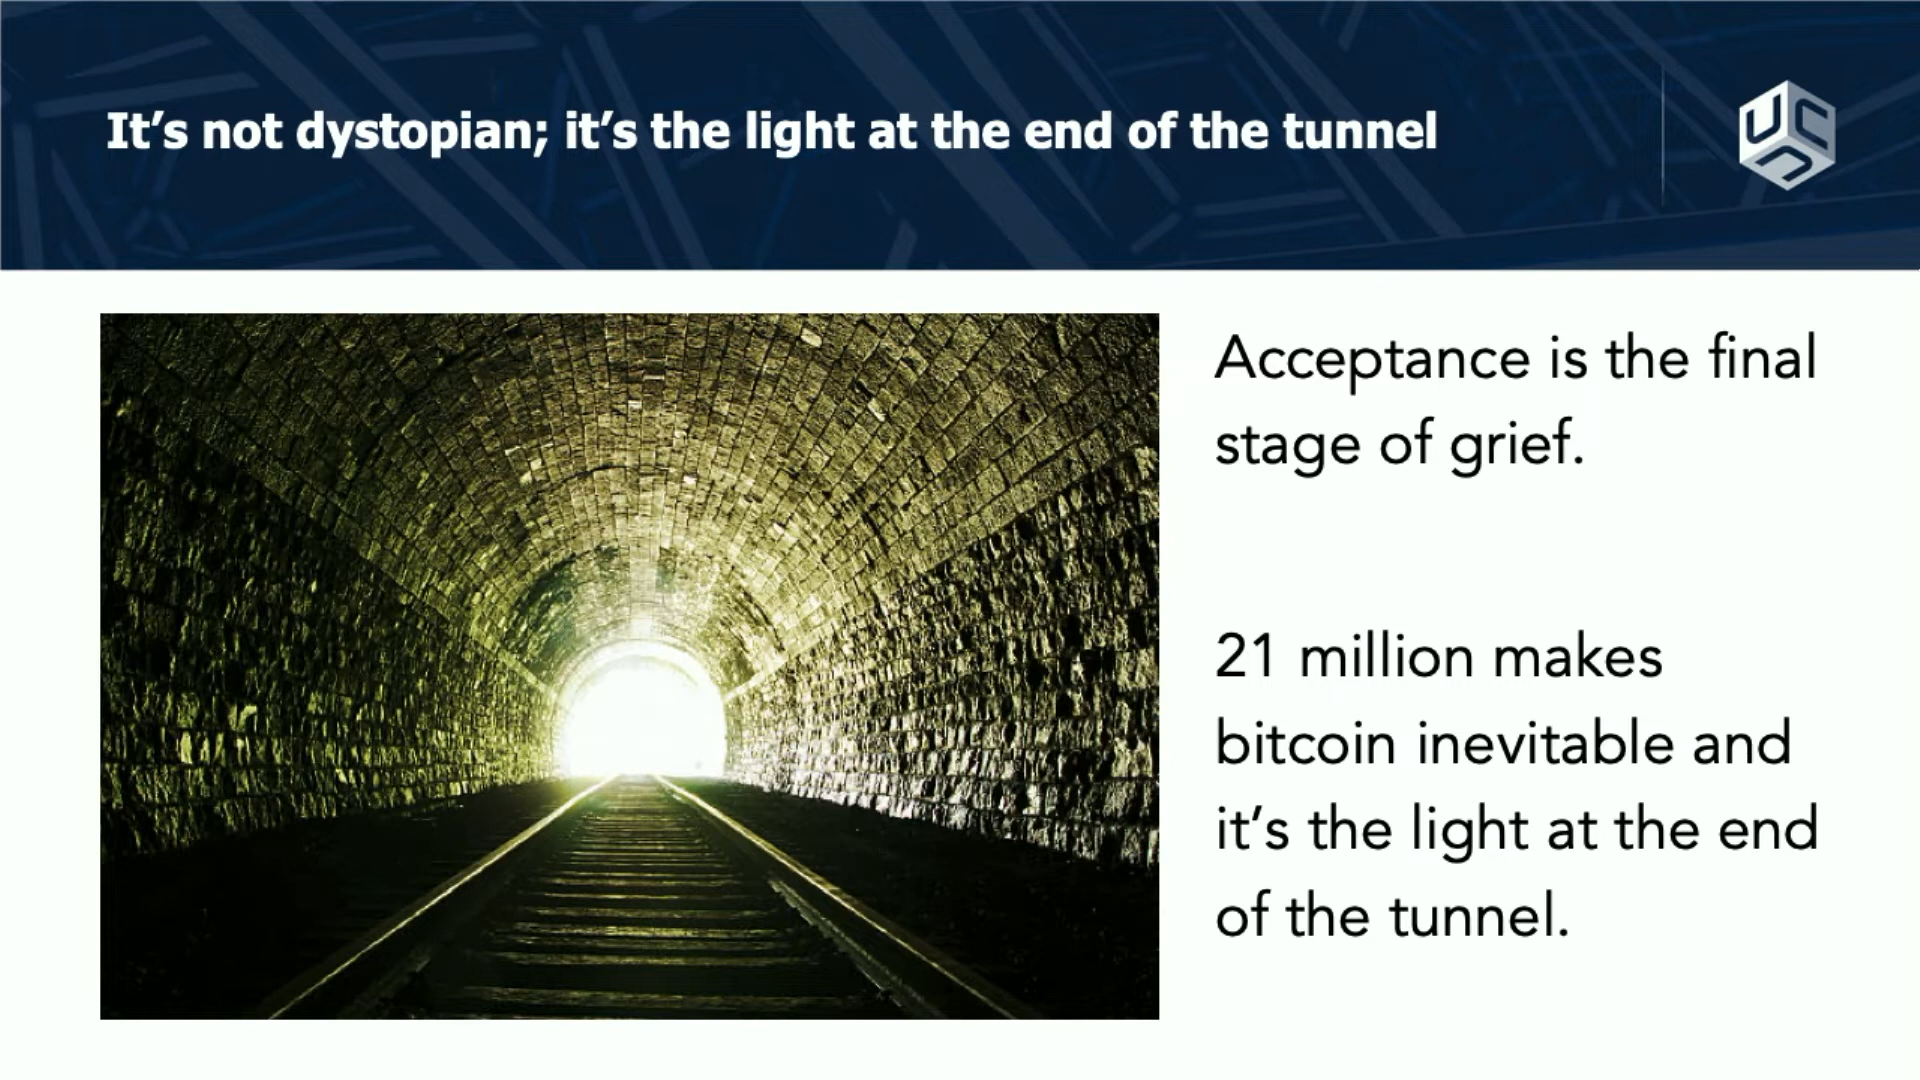 It’s not dystopian; it’s the light at the end of the tunnel
UC
Acceptance is the final
stage of grief.
21 million makes
bitcoin inevitable and
it’s the light at the end
of the tunnel.